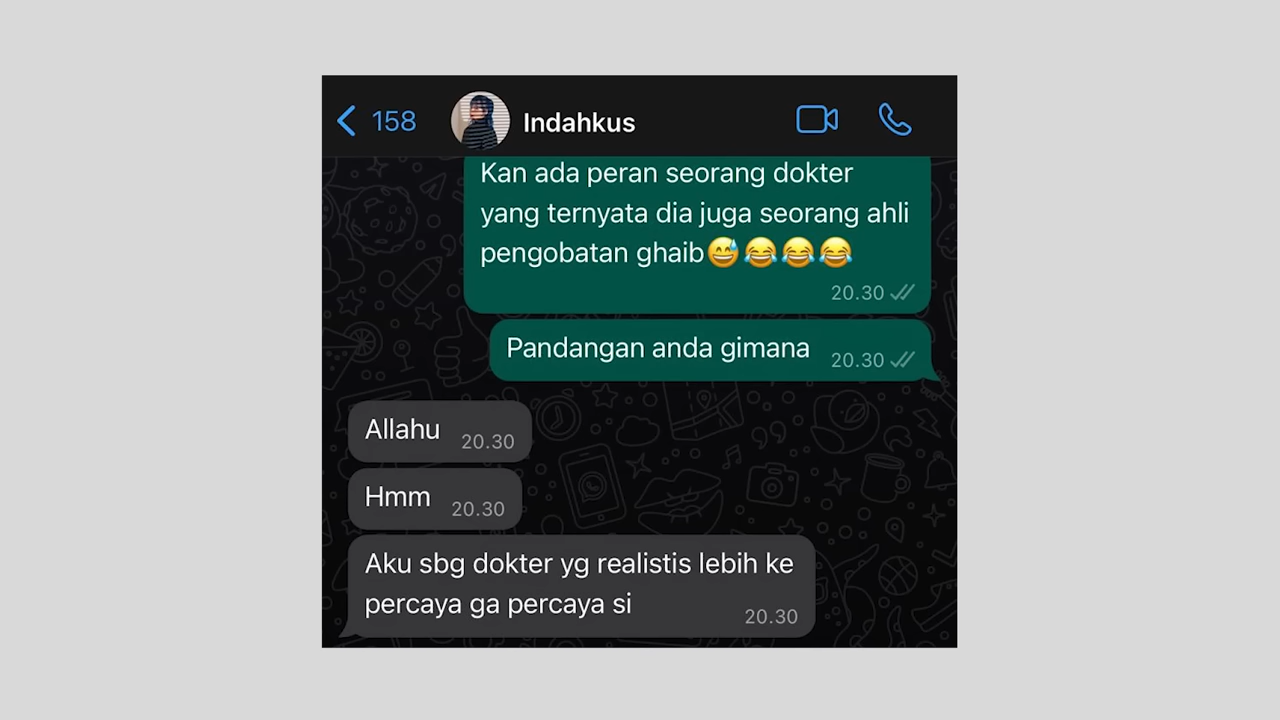 158
Indahkus
Kan ada peran seorang dokter
yang ternyata dia juga seorang ahli
pengobatan ghaib😅😂😂😂
20.30
Pandangan anda gimana 20.30
Allahu 20.30
Hmm 20.30
Aku sbg dokter yg realistis lebih ke
percaya ga percaya si 20.30